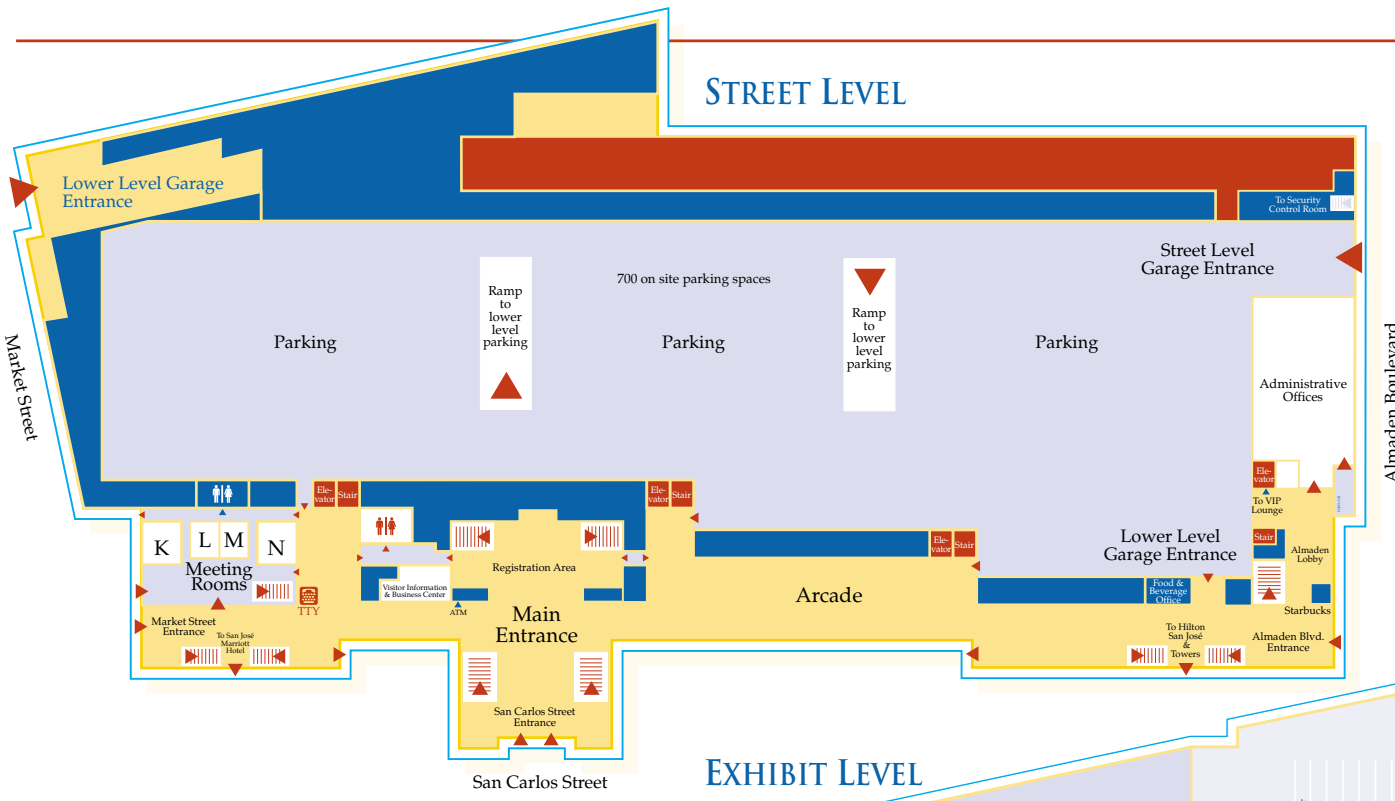 STREET LEVEL
Lower Level Garage
Entrance
To Security
Control Room
Street Level
Garage Entrance
700 on site parking spaces
Ramp
to
lower
level
parking
Ramp
to
lower
level
parking
Parking
Parking
Parking
Market Street
Almaden Boulevard
Administrative
Offices
Ele-
vator
Stair
Ele-
vator
Stair
Ele-
vator
To VIP
Lounge
K
L
M
N
Meeting
Rooms
TTY
Registration Area
Visitor Information
& Business Center
ATM
Ele-
vator
Stair
Lower Level
Garage Entrance
Stair
Almaden
Lobby
Arcade
Food &
Beverage
Office
Starbucks
Main
Entrance
Market Street
Entrance
To San José
Marriott
Hotel
To Hilton
San José
&
Towers
Almaden Blvd.
Entrance
San Carlos Street
Entrance
San Carlos Street
EXHIBIT LEVEL